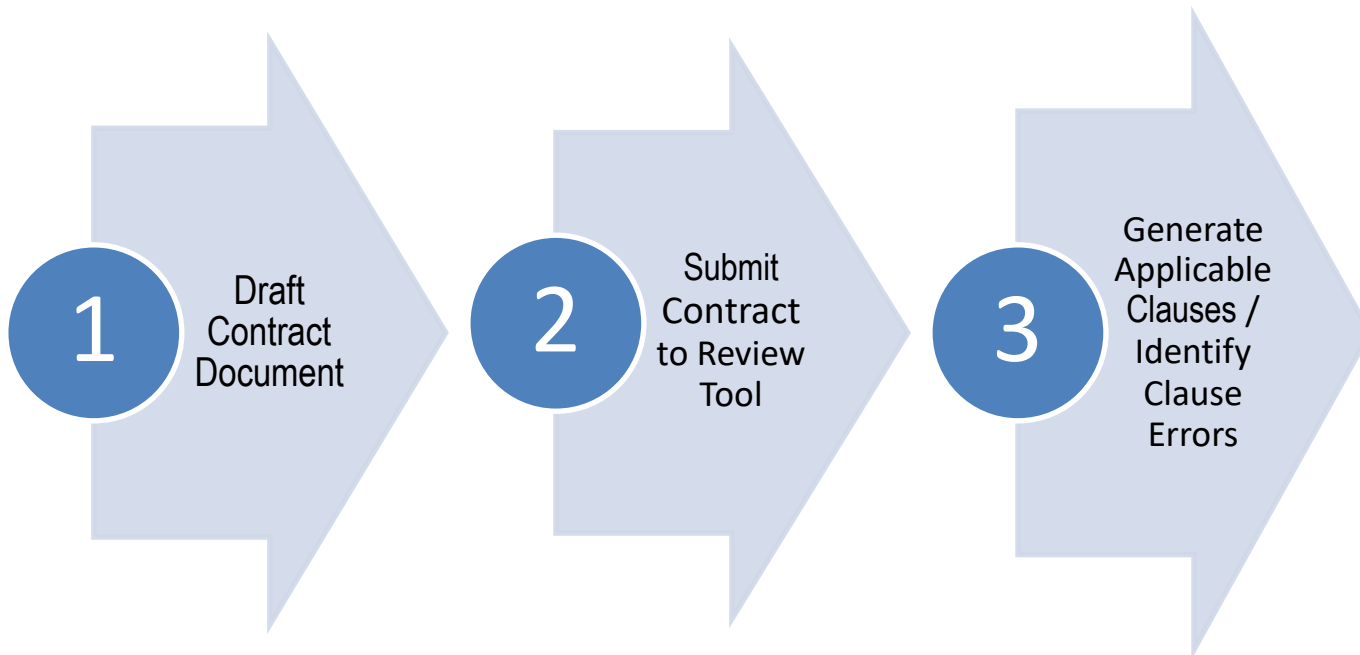 1
Draft
Contract
Document
2
Submit
Contract
to Review
Tool
3
Generate
Applicable
Clauses /
Identify
Clause
Errors